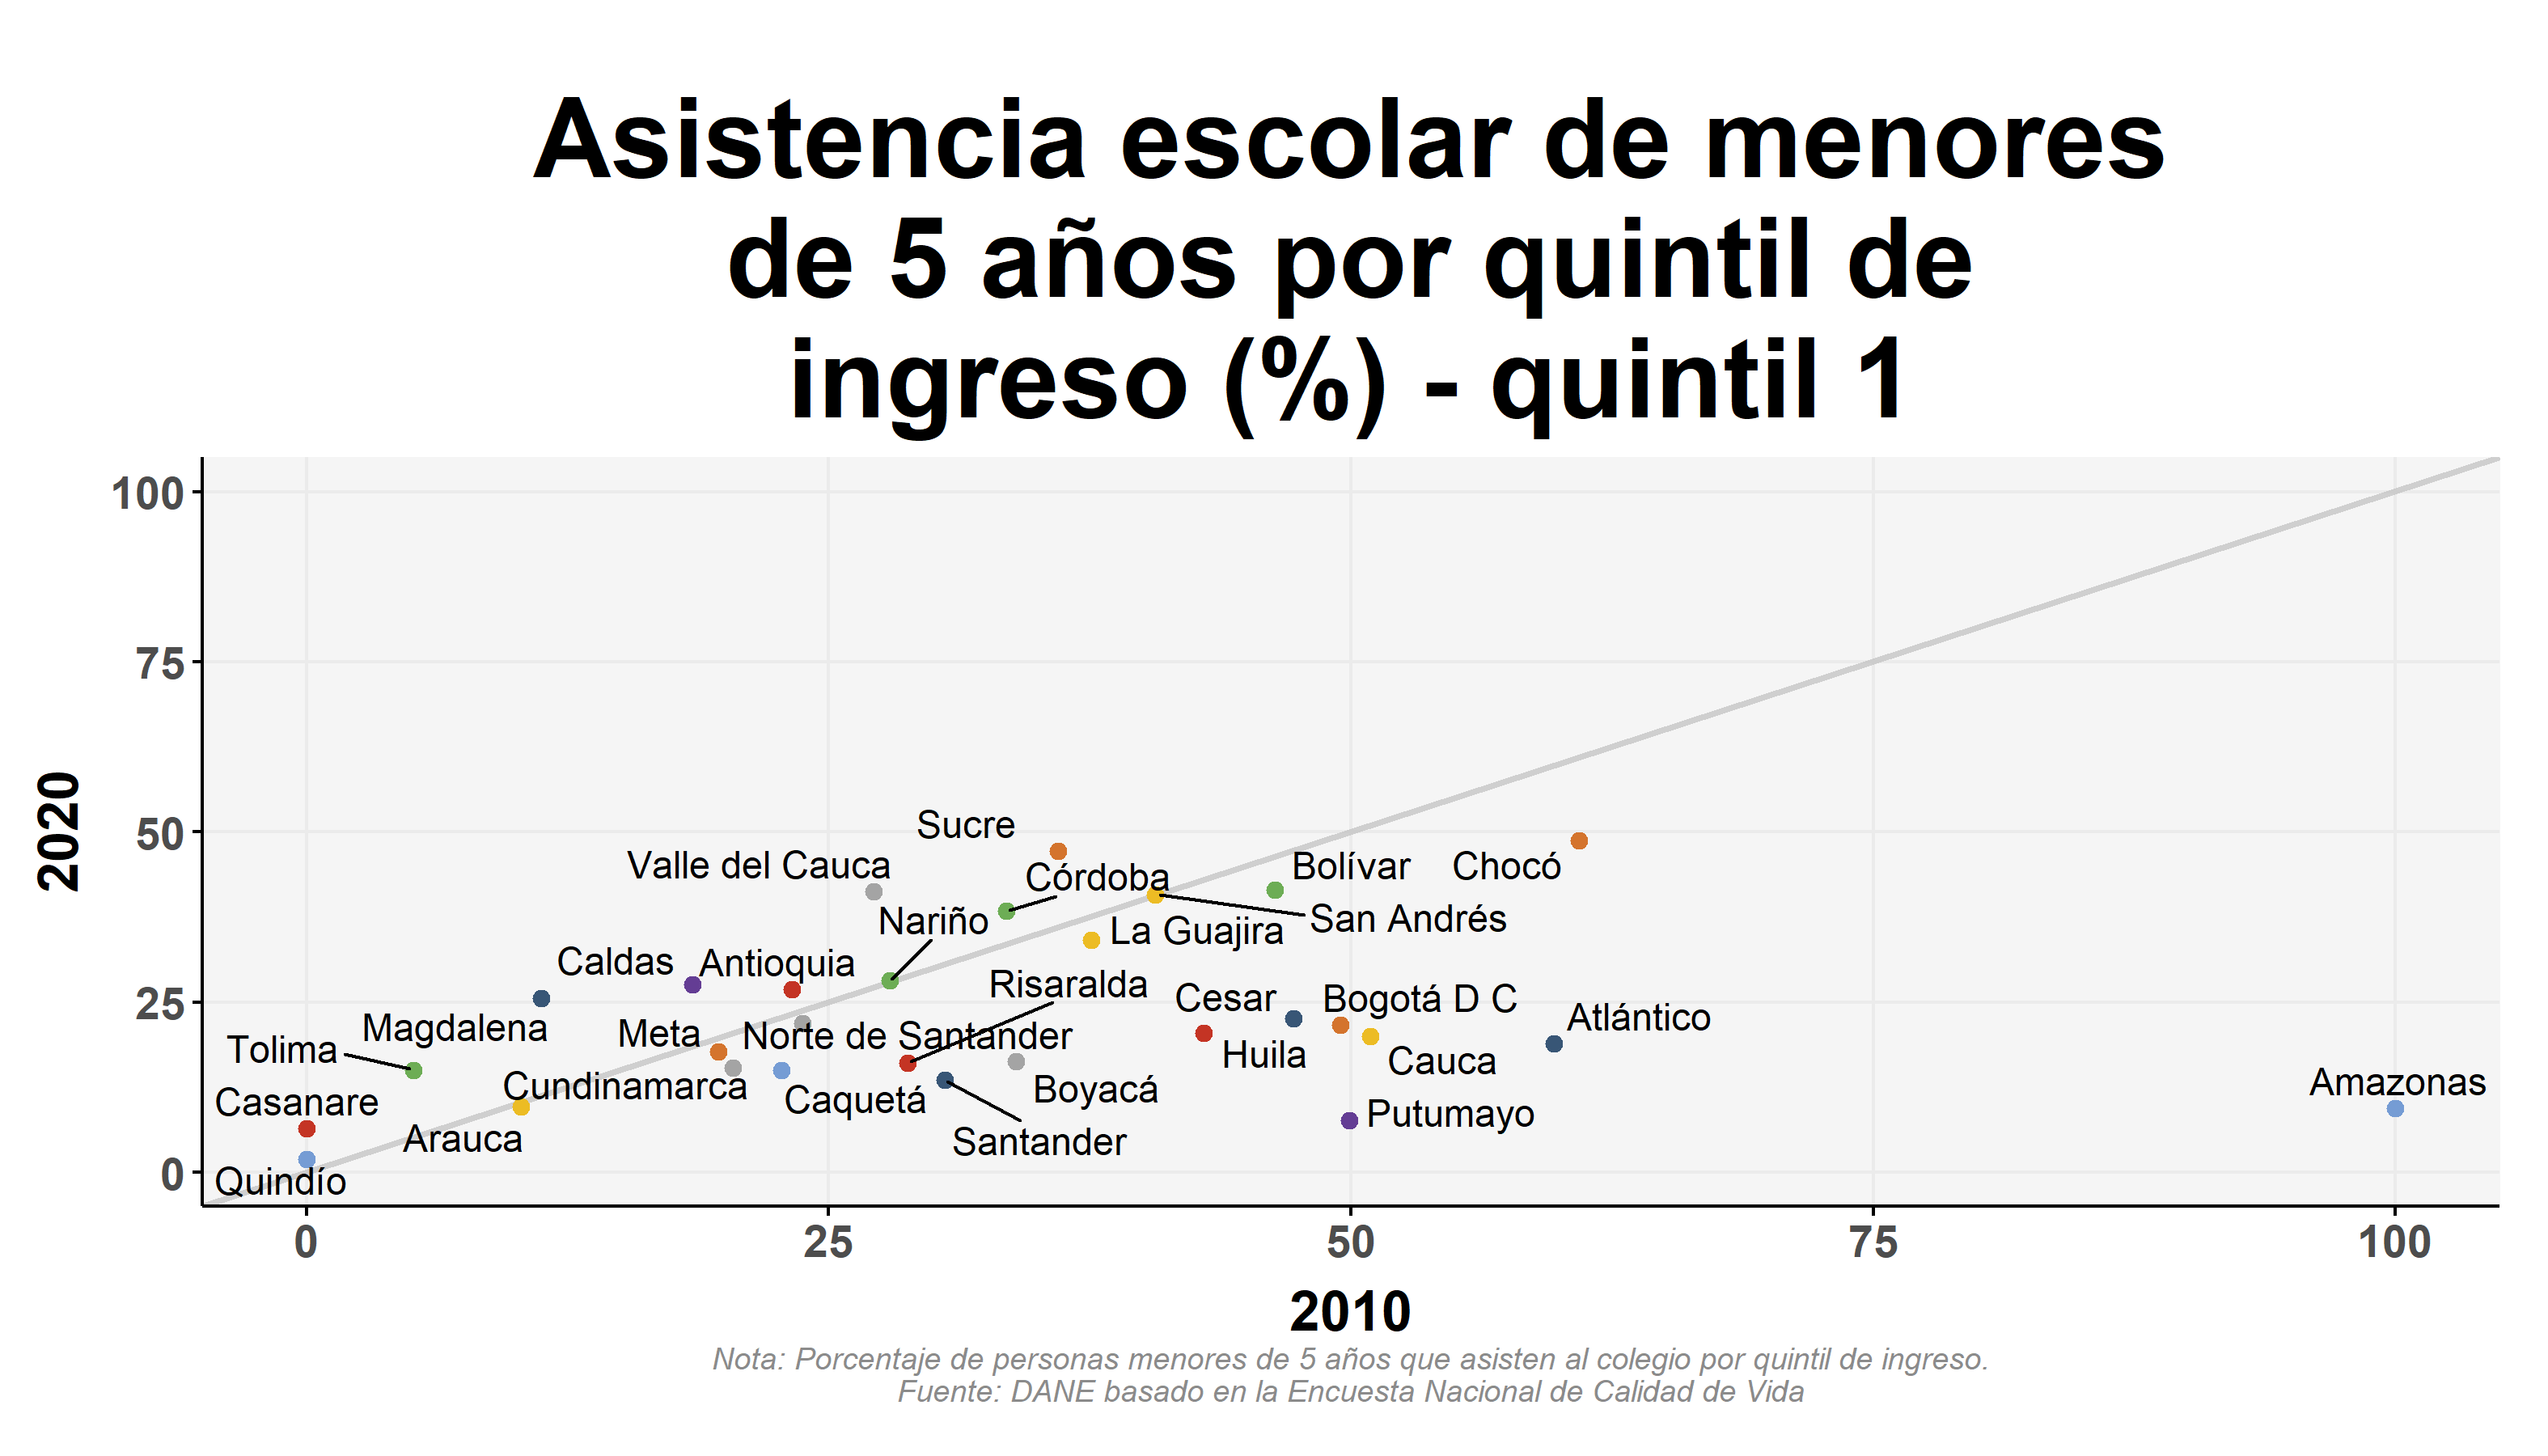 Asistencia escolar de menores
de 5 años por quintil de
ingreso (%) - quintil 1
100
75
50
25
0
2020
Sucre
Valle del Cauca
Córdoba
Bolívar
Chocó
Nariño
San Andrés
La Guajira
Caldas
Antioquia
Risaralda
Cesar
Bogotá D C
Atlántico
Magdalena
Meta
Norte de Santander
Tolima
Huila
Cauca
Casanare
Cundinamarca
Caquetá
Boyacá
Amazonas
Putumayo
Arauca
Santander
Quindío
0
25
50
75
100
2010
Nota: Porcentaje de personas menores de 5 años que asisten al colegio por quintil de ingreso.
Fuente: DANE basado en la Encuesta Nacional de Calidad de Vida